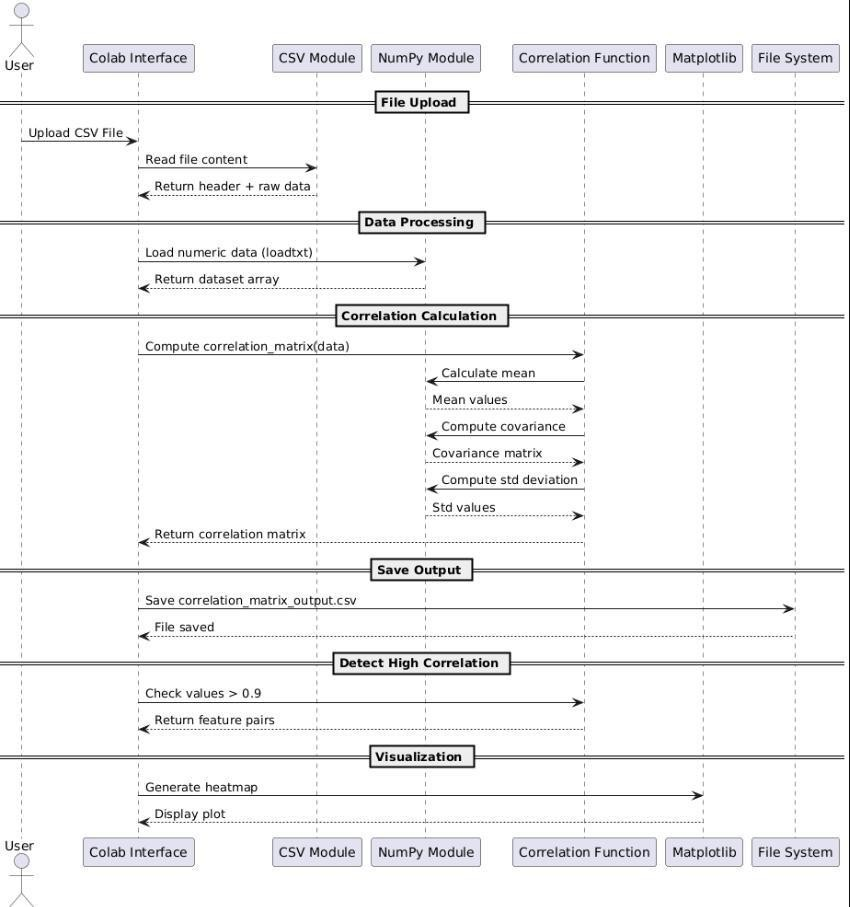 User
Colab Interface
CSV Module
NumPy Module
Correlation Function
Matplotlib
File System
File Upload
Upload CSV File
Read file content
Return header + raw data
Data Processing
Load numeric data (loadtxt)
Return dataset array
Correlation Calculation
Compute correlation_matrix(data)
Calculate mean
Mean values
Compute covariance
Covariance matrix
Compute std deviation
Std values
Return correlation matrix
Save Output
Save correlation_matrix_output.csv
File saved
Detect High Correlation
Check values > 0.9
Return feature pairs
Visualization
Generate heatmap
Display plot
User
Colab Interface
CSV Module
NumPy Module
Correlation Function
Matplotlib
File System